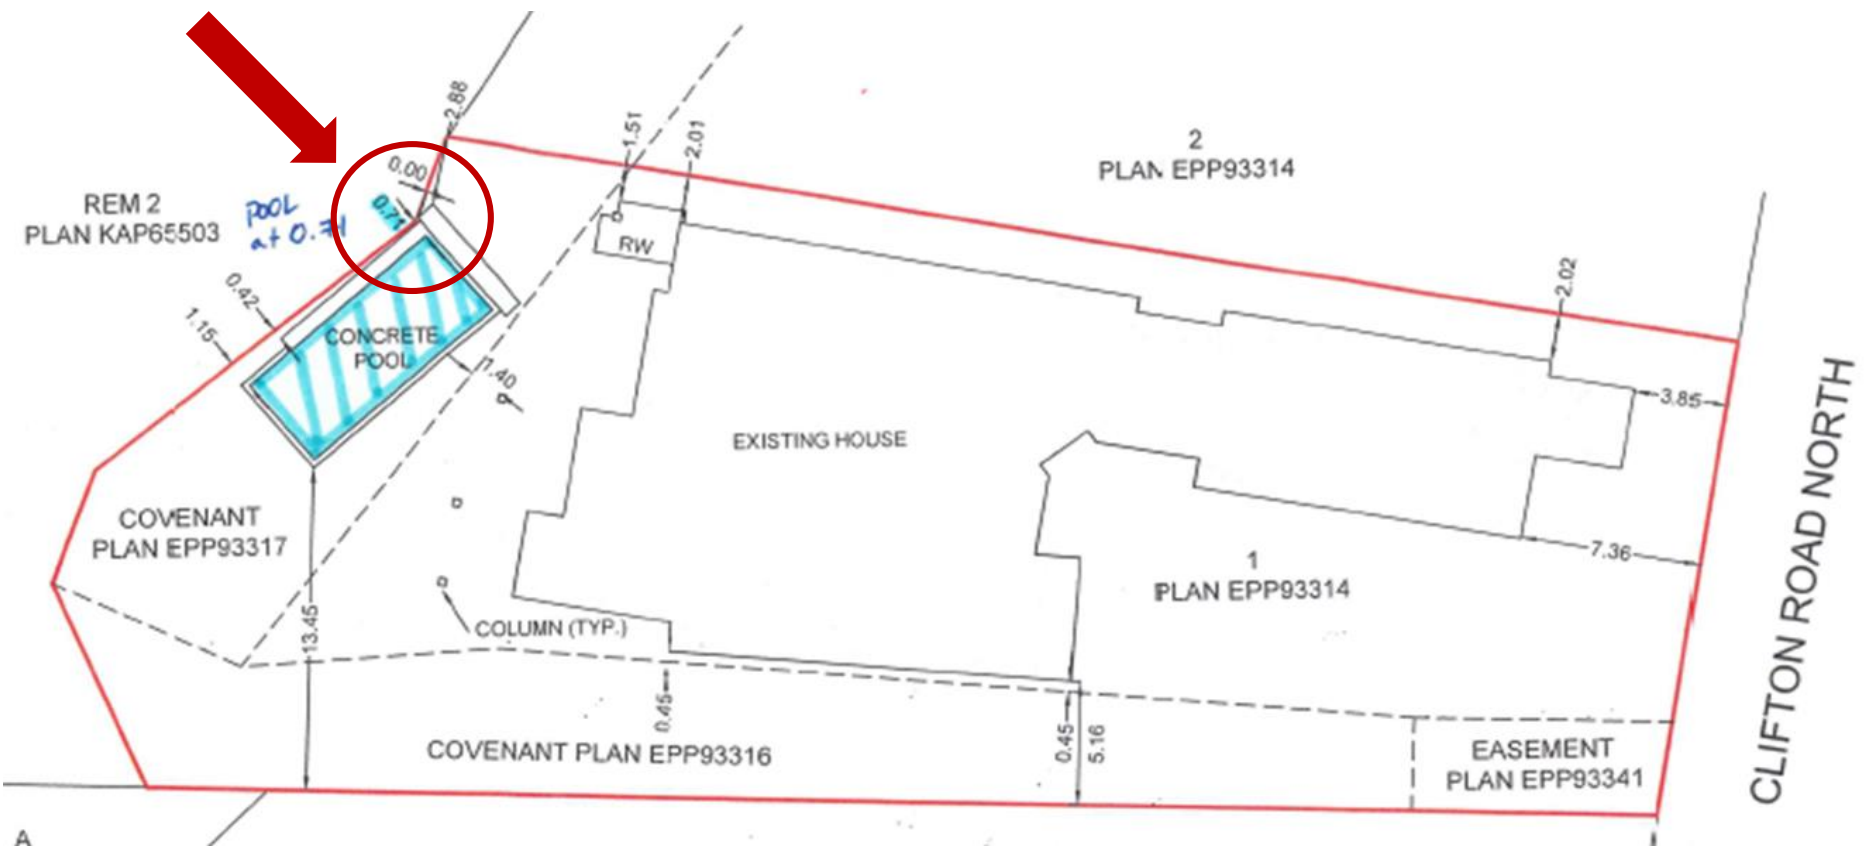 2.88
1.51
2.01
0.00
2
PLAN EPP93314
REM 2
PLAN KAP65503
POOL
at 0.71
0.71
RW
2.02
0.42
1.15
CONCRETE
POOL
1.40
3.85
EXISTING HOUSE
CLIFTON ROAD NORTH
COVENANT
PLAN EPP93317
7.36
1
PLAN EPP93314
13.45
COLUMN (TYP.)
0.45
0.45
5.16
COVENANT PLAN EPP93316
EASEMENT
PLAN EPP93341
A